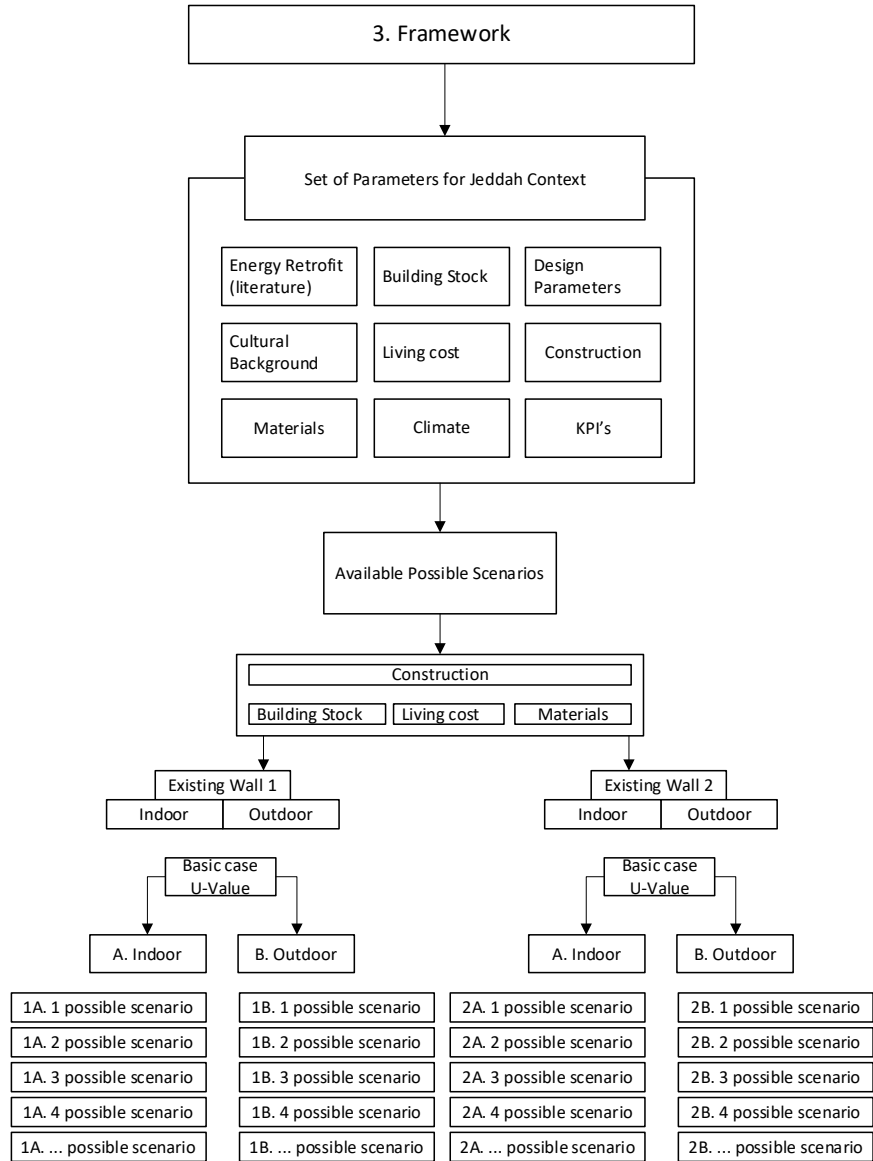 3. Framework
Set of Parameters for Jeddah Context
Energy Retrofit
(literature)
Building Stock
Design
Parameters
Cultural
Background
Living cost
Construction
Materials
Climate
KPI's
Available Possible Scenarios
Construction
Building Stock
Living cost
Materials
Existing Wall 1
Indoor
Outdoor
Existing Wall 2
Indoor
Outdoor
Basic case
U-Value
A. Indoor
B. Outdoor
Basic case
U-Value
A. Indoor
B. Outdoor
1A. 1 possible scenario
1A. 2 possible scenario
1A. 3 possible scenario
1A. 4 possible scenario
1A. ... possible scenario
1B. 1 possible scenario
1B. 2 possible scenario
1B. 3 possible scenario
1B. 4 possible scenario
1B. ... possible scenario
2A. 1 possible scenario
2A. 2 possible scenario
2A. 3 possible scenario
2A. 4 possible scenario
2A. ... possible scenario
2B. 1 possible scenario
2B. 2 possible scenario
2B. 3 possible scenario
2B. 4 possible scenario
2B. ... possible scenario